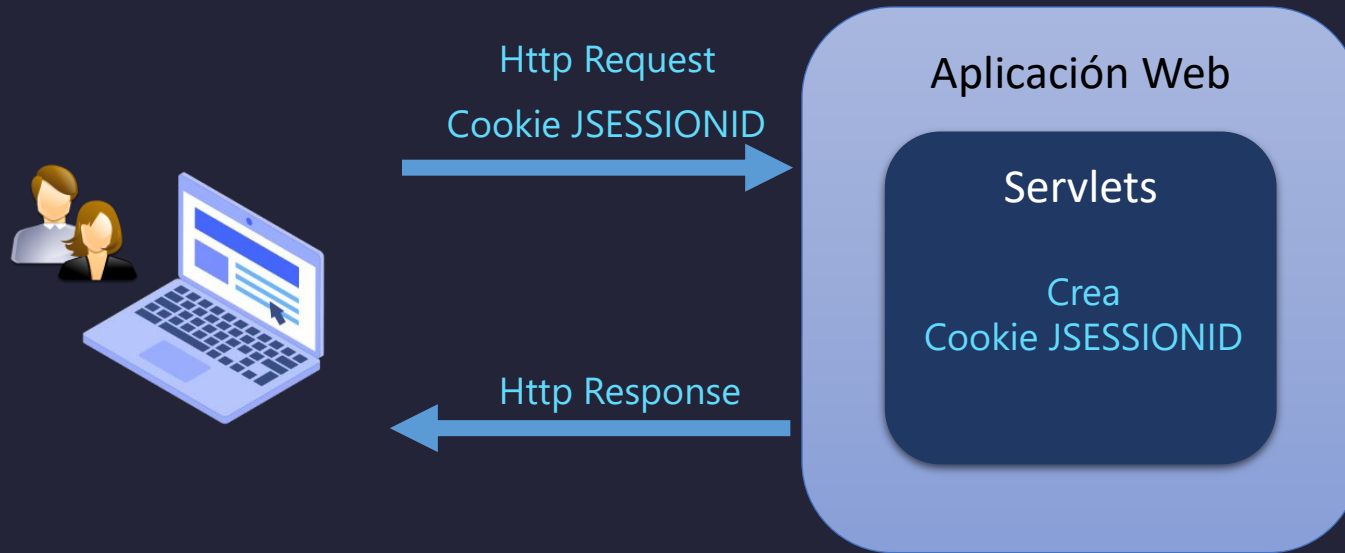 Http Request
Cookie JSESSIONID
Http Response
Aplicación Web
Servlets
Crea
Cookie JSESSIONID